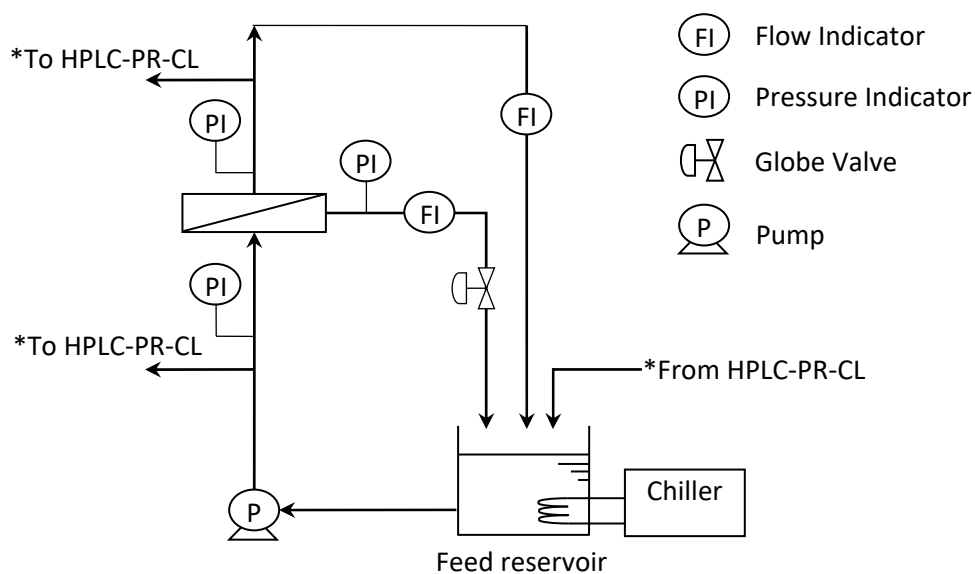 FI Flow Indicator
*To HPLC-PR-CL
PI Pressure Indicator
FI
PI
PI
Globe Valve
FI
P Pump
PI
*To HPLC-PR-CL
*From HPLC-PR-CL
Chiller
P
Feed reservoir